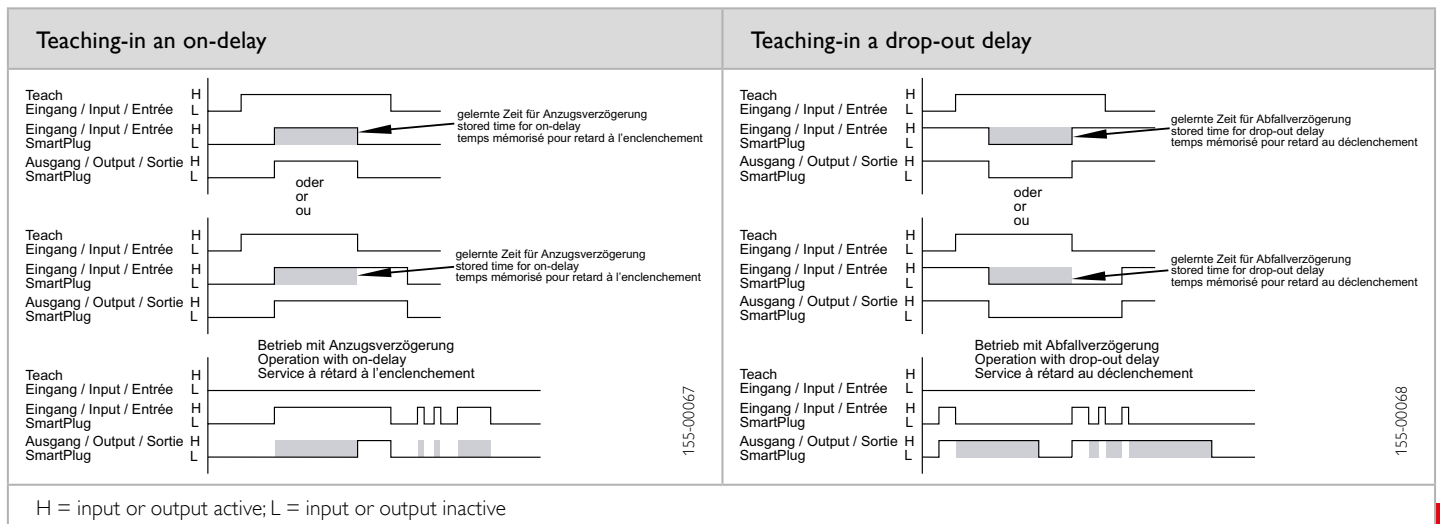 Teaching-in an on-delay
Teach H
Eingang / Input / Entrée L
Eingang / Input / Entrée H
SmartPlug L
Ausgang / Output / Sortie H
SmartPlug L
gelernte Zeit für Anzugsverzögerung
stored time for on-delay
temps mémorisé pour retard à l'enclenchement
oder
or
ou
Teach H
Eingang / Input / Entrée L
Eingang / Input / Entrée H
SmartPlug L
Ausgang / Output / Sortie H
SmartPlug L
gelernte Zeit für Anzugsverzögerung
stored time for on-delay
temps mémorisé pour retard à l'enclenchement
Betrieb mit Anzugsverzögerung
Operation with on-delay
Service à rétard à l'enclenchement
Teach H
Eingang / Input / Entrée L
Eingang / Input / Entrée H
SmartPlug L
Ausgang / Output / Sortie H
SmartPlug L
155-00067
Teaching-in a drop-out delay
Teach H
Eingang / Input / Entrée L
Eingang / Input / Entrée H
SmartPlug L
Ausgang / Output / Sortie H
SmartPlug L
gelernte Zeit für Abfallverzögerung
stored time for drop-out delay
temps mémorisé pour retard au déclenchement
oder
or
ou
Teach H
Eingang / Input / Entrée L
Eingang / Input / Entrée H
SmartPlug L
Ausgang / Output / Sortie H
SmartPlug L
gelernte Zeit für Abfallverzögerung
stored time for drop-out delay
temps mémorisé pour retard au déclenchement
Betrieb mit Abfallverzögerung
Operation with drop-out delay
Service à rétard au déclenchement
Teach H
Eingang / Input / Entrée L
Eingang / Input / Entrée H
SmartPlug L
Ausgang / Output / Sortie H
SmartPlug L
155-00068
H = input or output active; L = input or output inactive